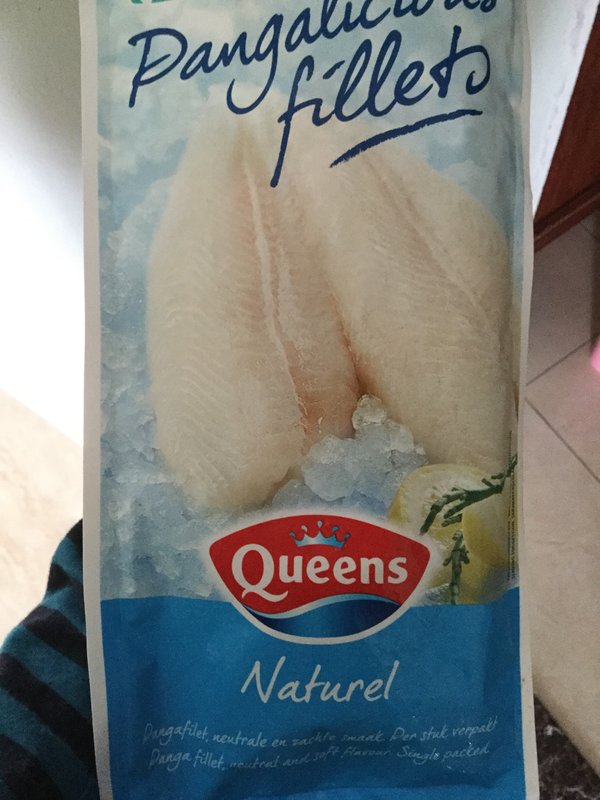 Pangalicious
fillets
Queens
Naturel
Pangafilet, neutrale en zachte smaak. Per stuk verpakt
Panga fillet, neutral and soft flavour. Single packed